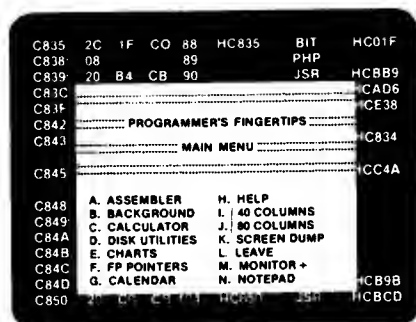 C835 2C 1F C0 88 HC835 BIT HC01F
C838 08 89 PHP
C839 20 B4 CB 90 JSR HCBB9
C83C HCAD6
C83F HCE38
C842 PROGRAMMER'S FINGERTIPS
C843 MAIN MENU HC834
C845 HCC4A
A. ASSEMBLER H. HELP
C848 B. BACKGROUND I. 40 COLUMNS
C849 C. CALCULATOR J. 80 COLUMNS
C84A D. DISK UTILITIES K. SCREEN DUMP
C84B E. CHARTS L. LEAVE
C84C F. FP POINTERS M. MONITOR +
C84D G. CALENDAR N. NOTEPAD HCB9B
C850 JSR HCBCD